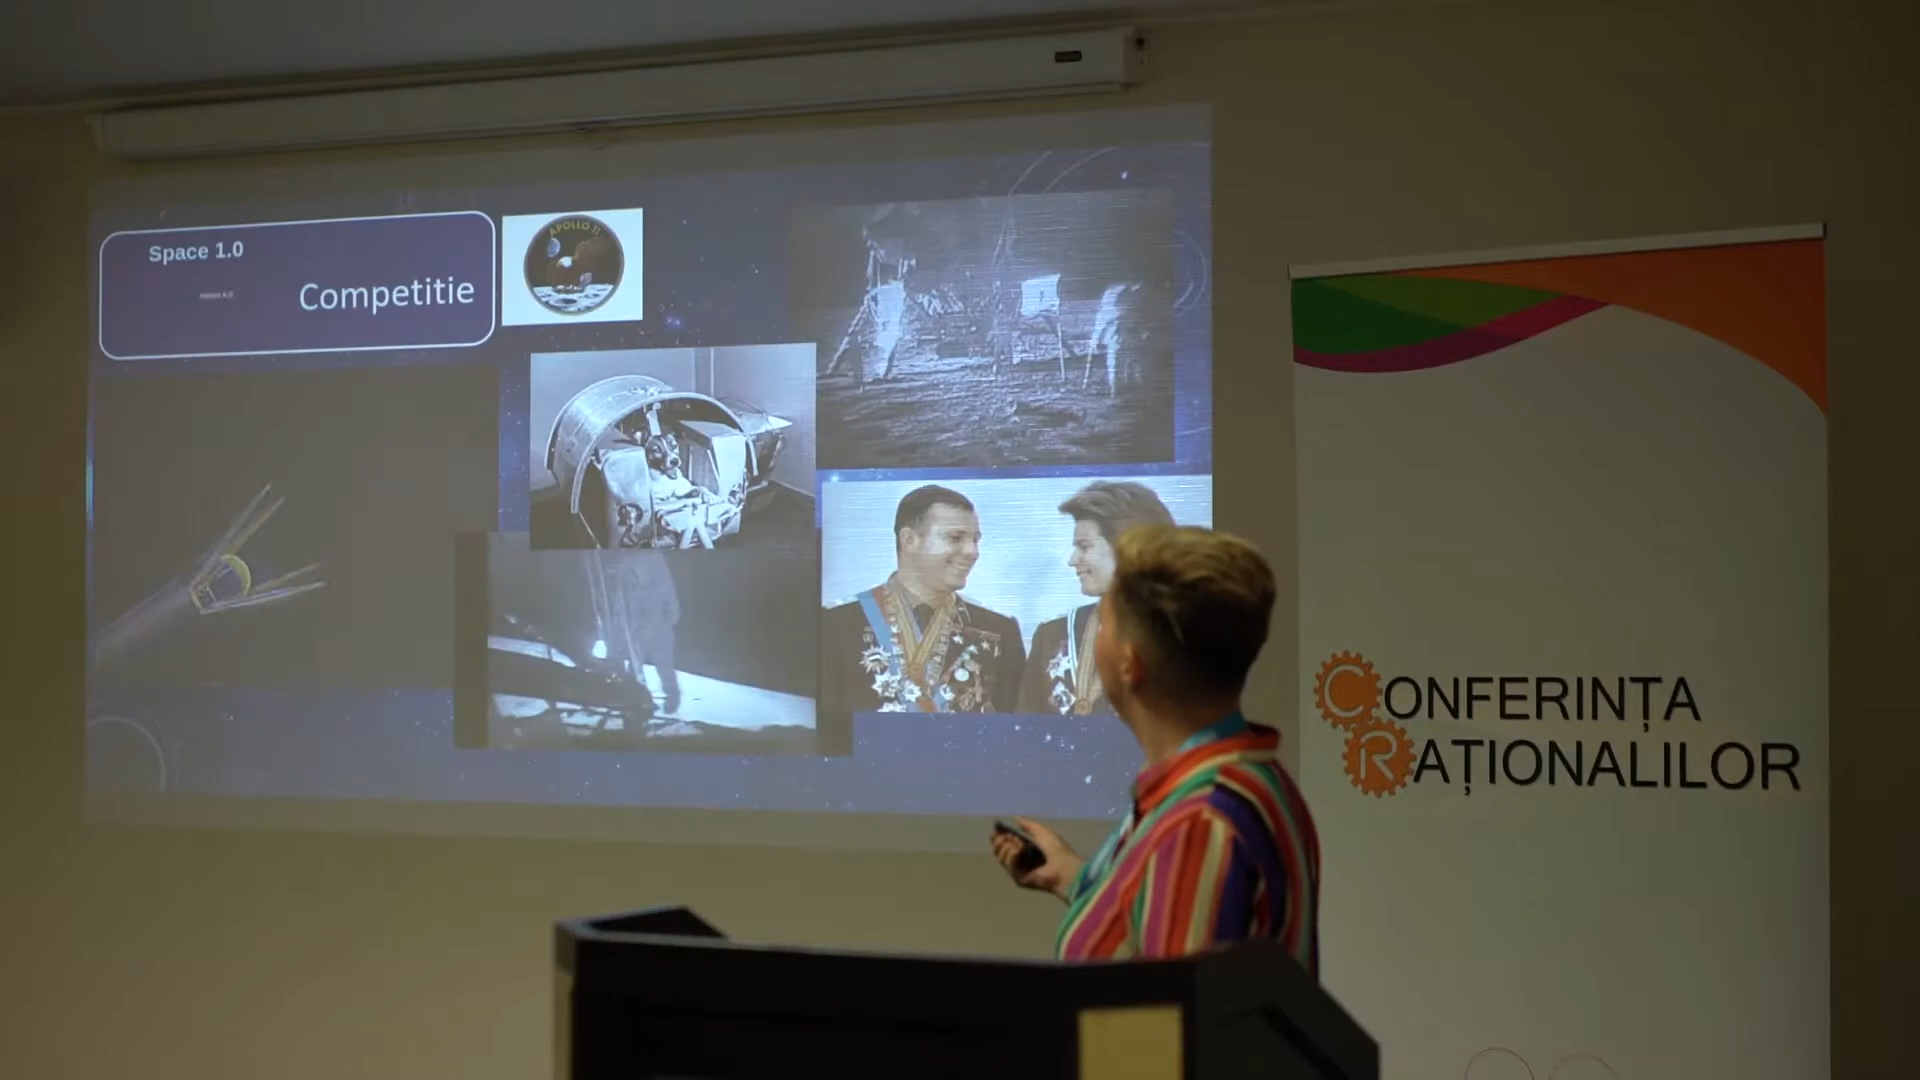 Space 1.0
Competitie
APOLLO 11
CONFERINȚA
RAȚIONALILOR